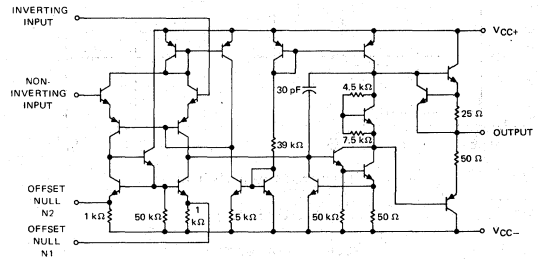 INVERTING
INPUT
VCC+
NON-
INVERTING
INPUT
30 pF
4.5 kΩ
25 Ω
OUTPUT
7.5 kΩ
39 kΩ
50 Ω
OFFSET
NULL
N2
1 kΩ
50 kΩ
1
kΩ
5 kΩ
50 kΩ
50 Ω
VCC−
OFFSET
NULL
N1